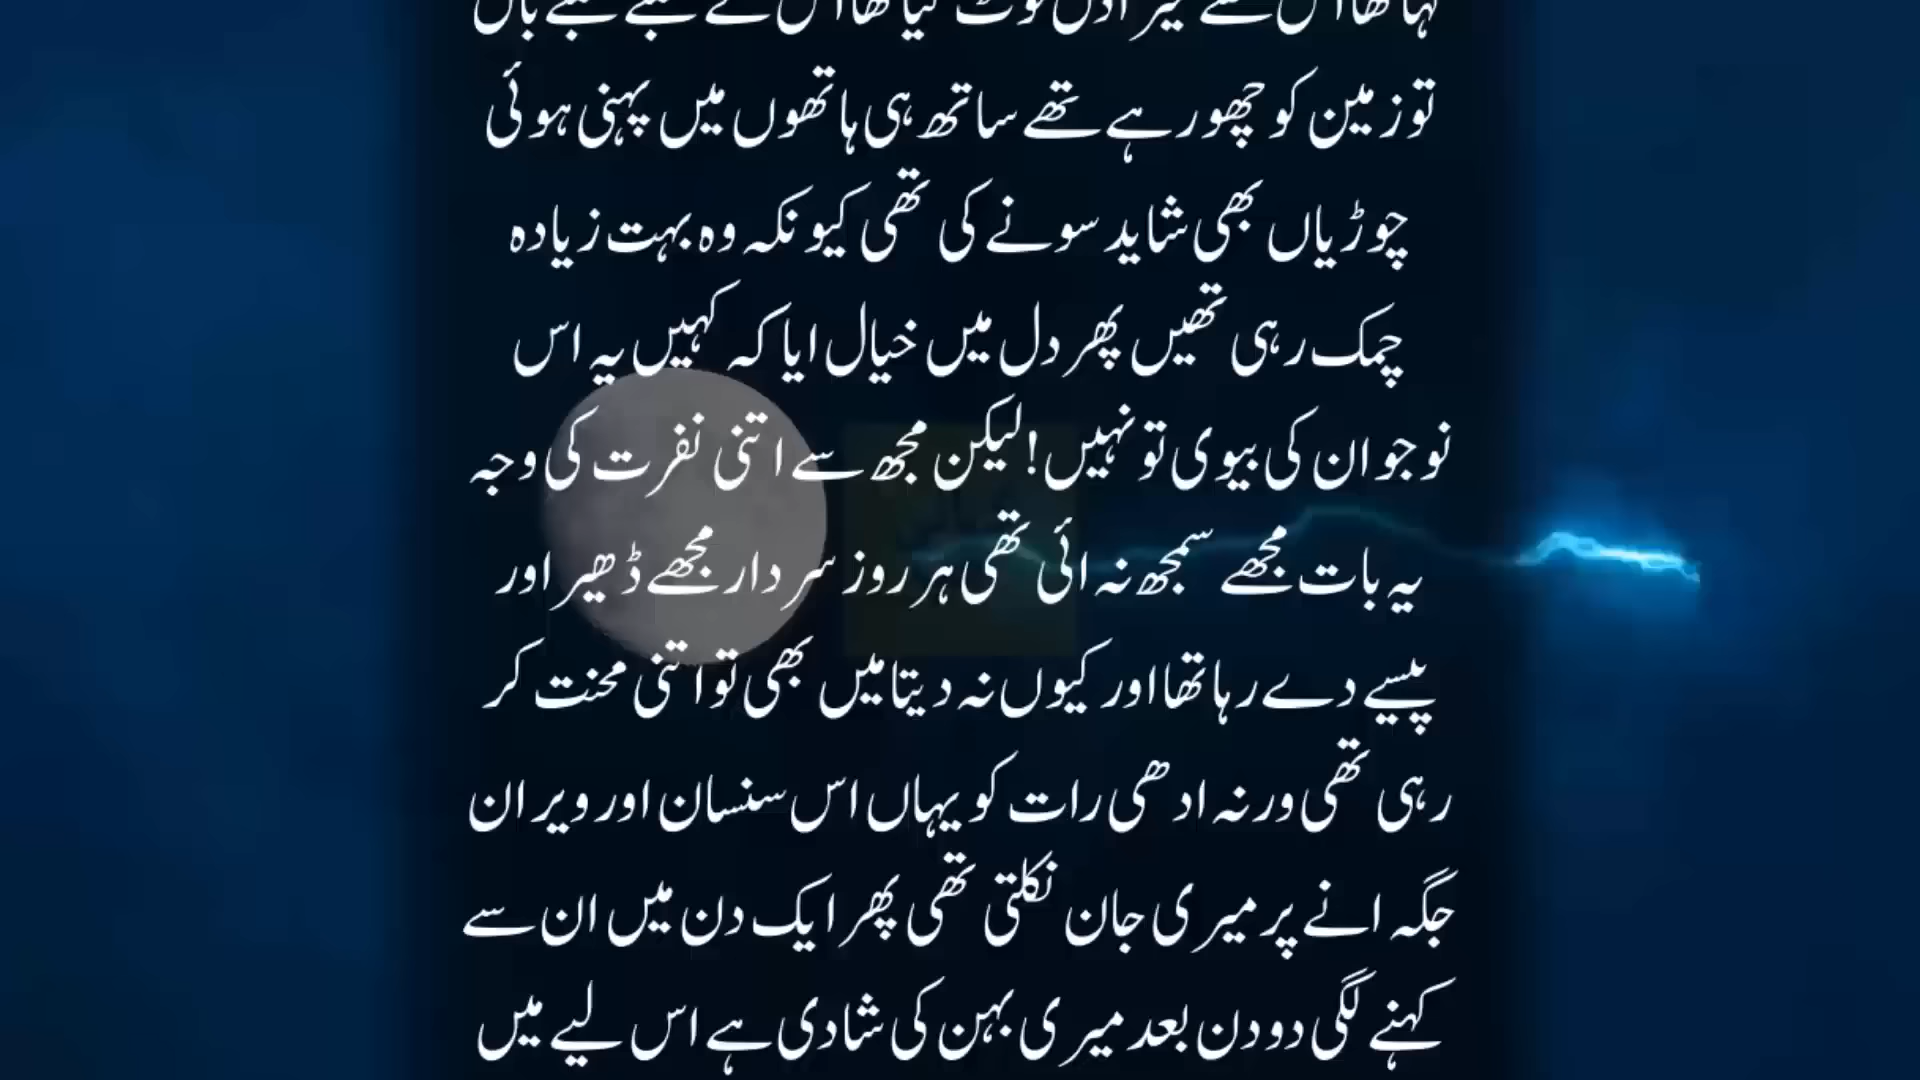 تو زمین کو چھو رہے تھے ساتھ ہی ہاتھوں میں پہنی ہوئی
چوڑیاں بھی شاید سونے کی تھی کیونکہ وہ بہت زیادہ
چمک رہی تھیں پھر دل میں خیال ایا کہ کہیں یہ اس
نوجوان کی بیوی تو نہیں! لیکن مجھ سے اتنی نفرت کی وجہ
یہ بات مجھے سمجھ نہ ائی تھی ہر روز سردار مجھے ڈھیر اور
پیسے دے رہا تھا اور کیوں نہ دیتا میں بھی تو اتنی محنت کر
رہی تھی ورنہ ادھی رات کو یہاں اس سنسان اور ویران
جگہ انے پر میری جان نکلتی تھی پھر ایک دن میں ان سے
کہنے لگی دو دن بعد میری بہن کی شادی ہے اس لیے میں